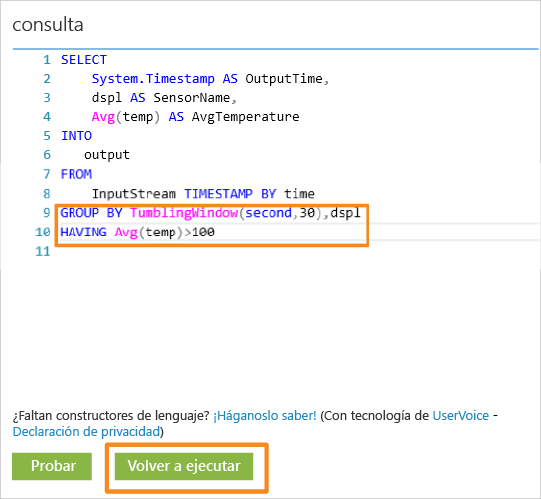 consulta
1 SELECT
2 System.Timestamp AS OutputTime,
3 dspl AS SensorName,
4 Avg(temp) AS AvgTemperature
5 INTO
6 output
7 FROM
8 InputStream TIMESTAMP BY time
9 GROUP BY TumblingWindow(second,30),dspl
10 HAVING Avg(temp)>100
11
¿Faltan constructores de lenguaje? ¡Háganoslo saber! (Con tecnología de UserVoice -
Declaración de privacidad)
Probar Volver a ejecutar